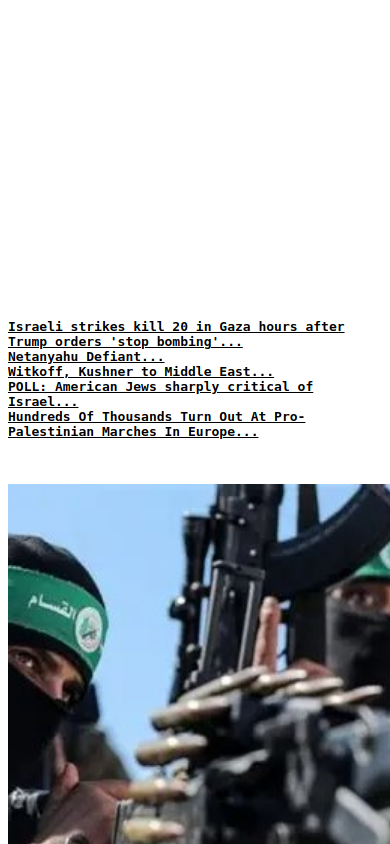 Israeli strikes kill 20 in Gaza hours after
Trump orders 'stop bombing'...
Netanyahu Defiant...
Witkoff, Kushner to Middle East...
POLL: American Jews sharply critical of
Israel...
Hundreds Of Thousands Turn Out At Pro-
Palestinian Marches In Europe...
القسام